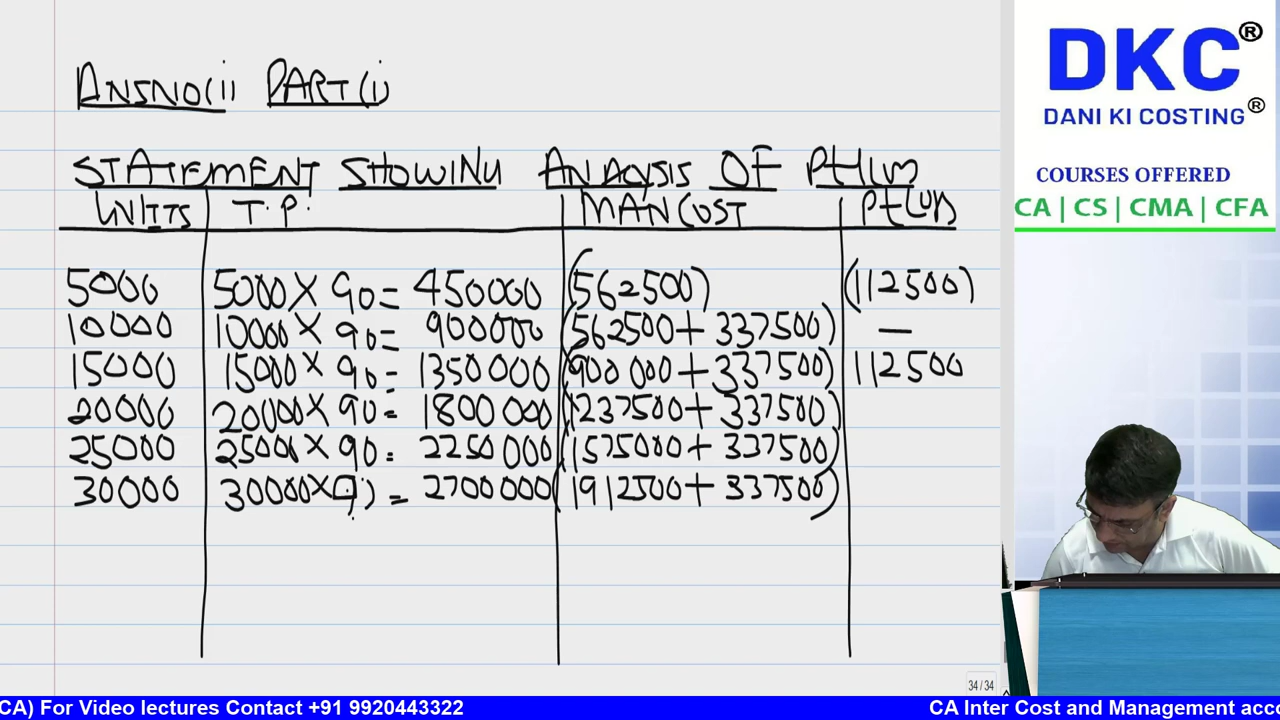 ANSNO(i) PART(i)
STATEMENT SHOWING ANALYSIS OF PTL(M)
UNITS T.P. MAN COST PTL(M)
5000 5000 X 90 = 450000 (562500) (112500)
10000 10000 X 90 = 900000 (562500 + 337500) —
15000 15000 X 90 = 1350000 (900000 + 337500) 112500
20000 20000 X 90 = 1800000 (1237500 + 337500)
25000 25000 X 90 = 2250000 (1575000 + 337500)
30000 30000 X 90 = 2700000 (1912500 + 337500)
34 / 34
DKC®
DANI KI COSTING®
COURSES OFFERED
CA | CS | CMA | CFA
CA) For Video lectures Contact +91 9920443322
CA Inter Cost and Management acco